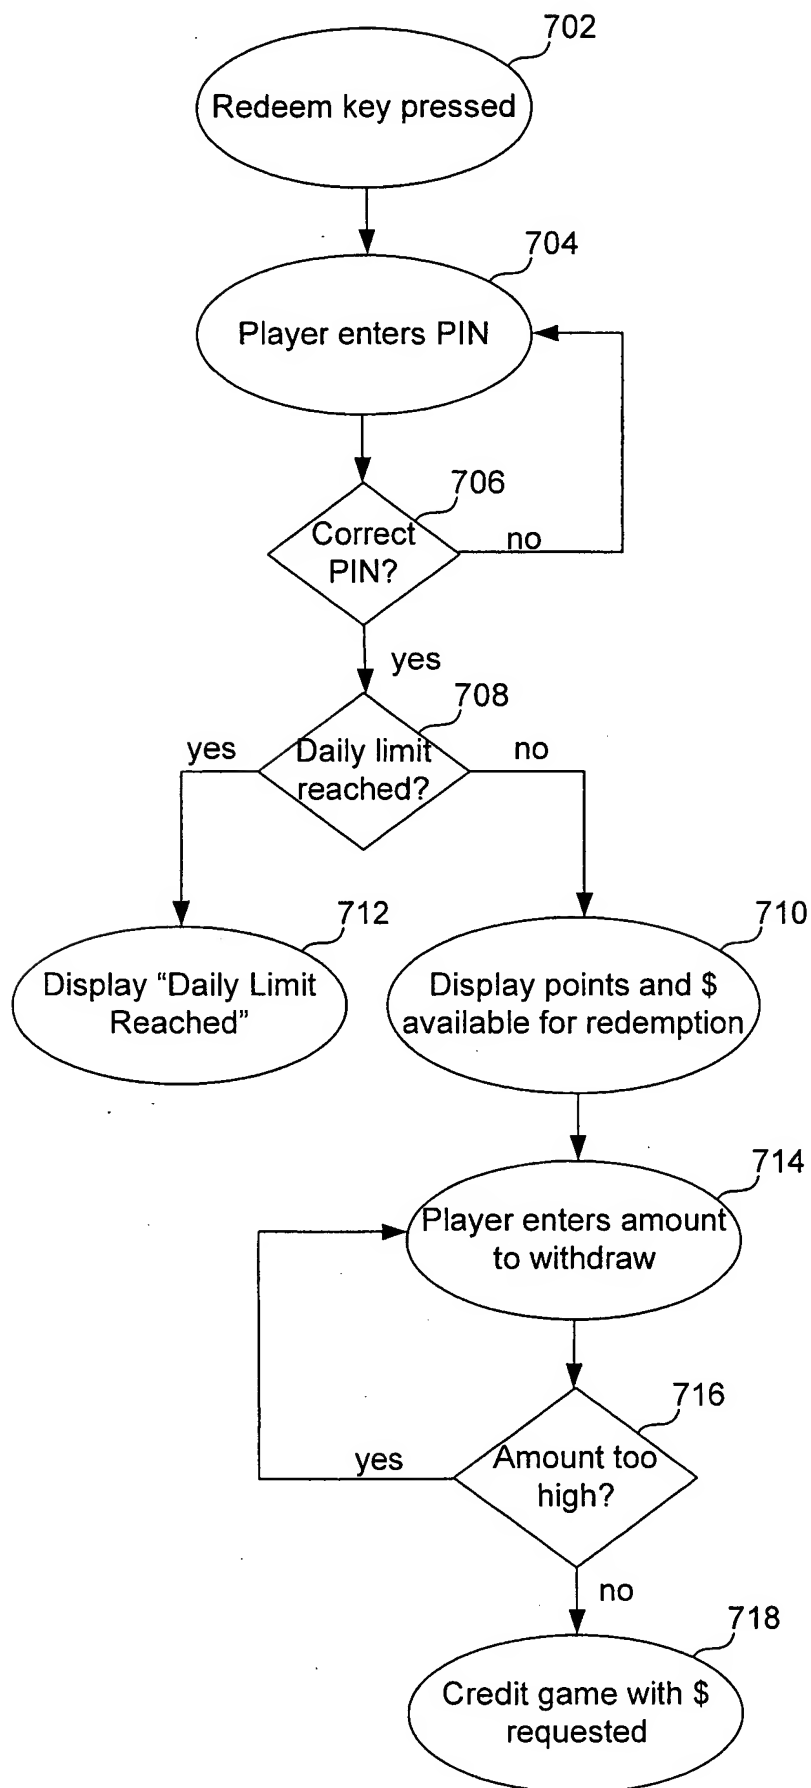 702
Redeem key pressed
704
Player enters PIN
706
Correct
PIN?
no
yes
708
yes
Daily limit
reached?
no
712
Display “Daily Limit
Reached”
710
Display points and $
available for redemption
714
Player enters amount
to withdraw
716
Amount too
high?
yes
no
718
Credit game with $
requested